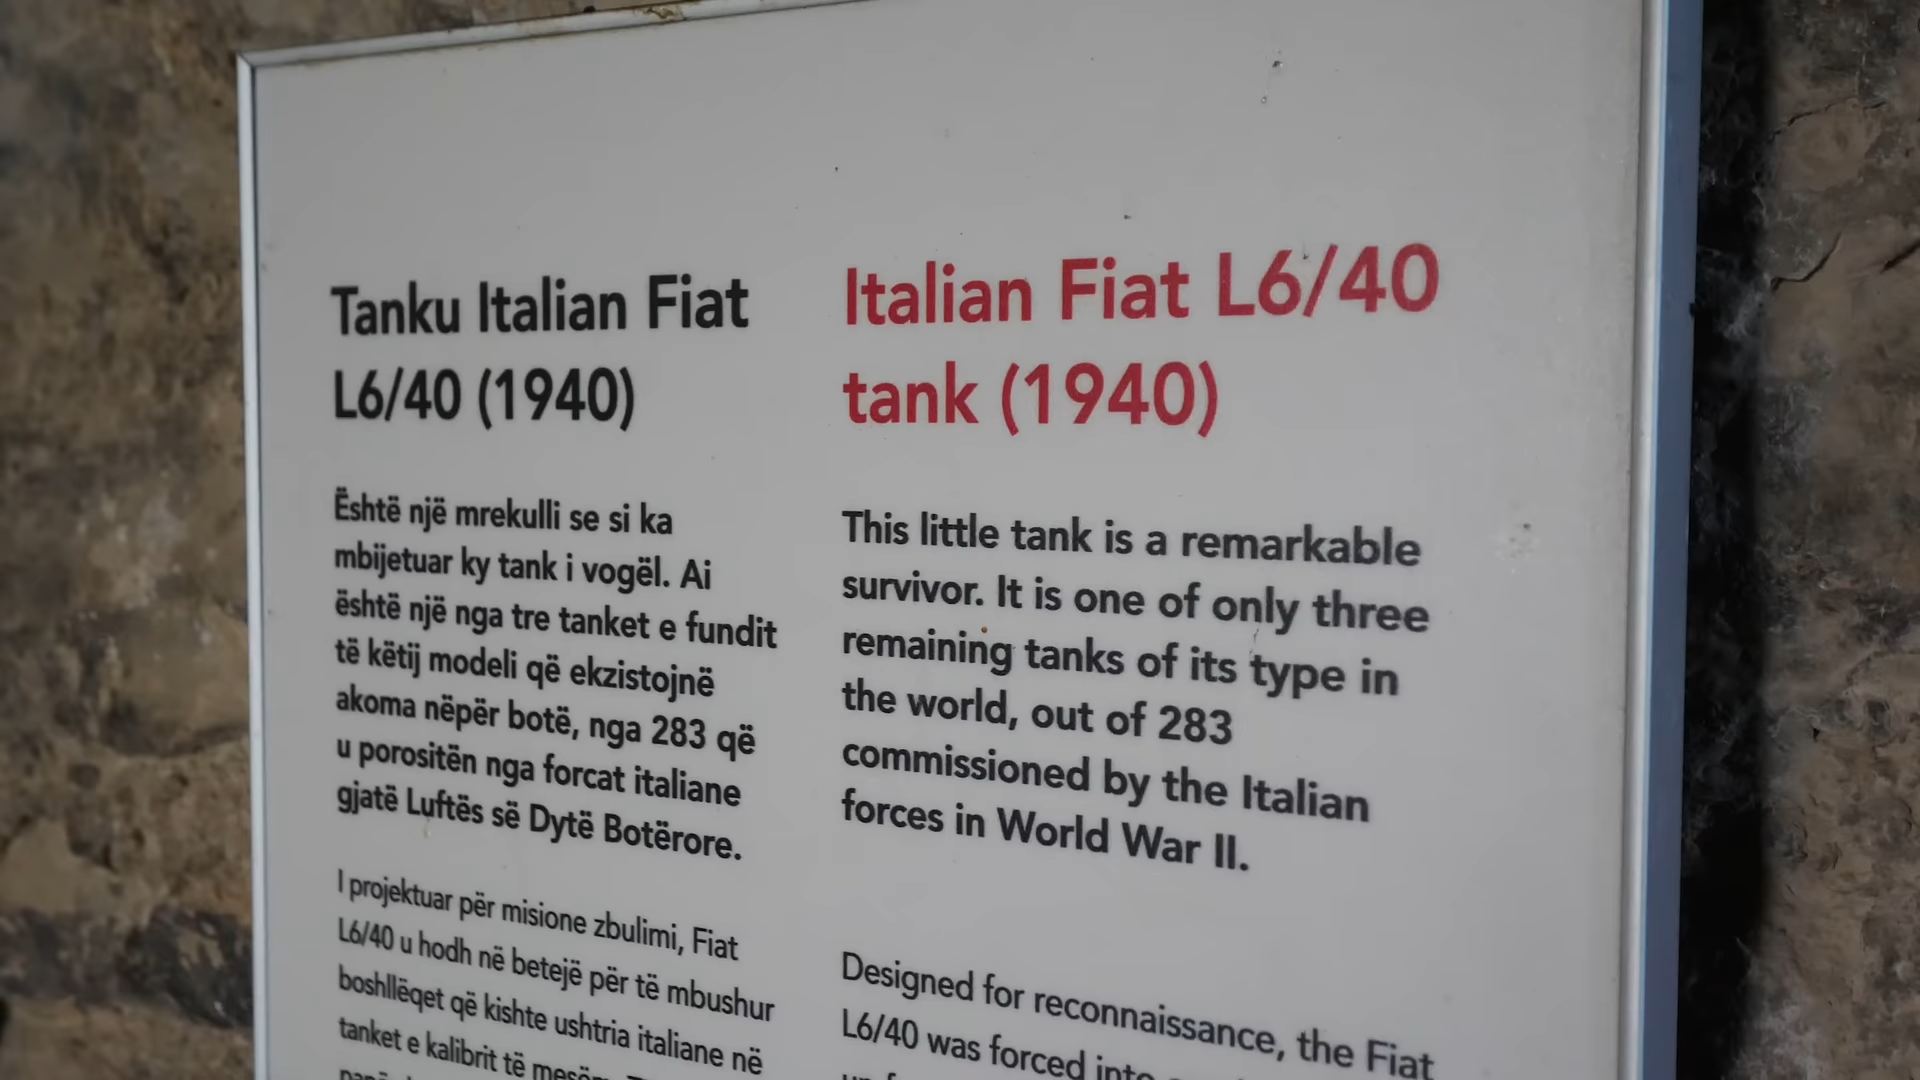 Tanku Italian Fiat
L6/40 (1940)
Është një mrekulli se si ka
mbijetuar ky tank i vogël. Ai
është një nga tre tanket e fundit
të këtij modeli që ekzistojnë
akoma nëpër botë, nga 283 që
u porositën nga forcat italiane
gjatë Luftës së Dytë Botërore.
I projektuar për misione zbulimi, Fiat
L6/40 u hodh në betejë për të mbushur
boshllëqet që kishte ushtria italiane në
tanket e kalibrit të
Italian Fiat L6/40
tank (1940)
This little tank is a remarkable
survivor. It is one of only three
remaining tanks of its type in
the world, out of 283
commissioned by the Italian
forces in World War II.
Designed for reconnaissance, the Fiat
L6/40 was forced into